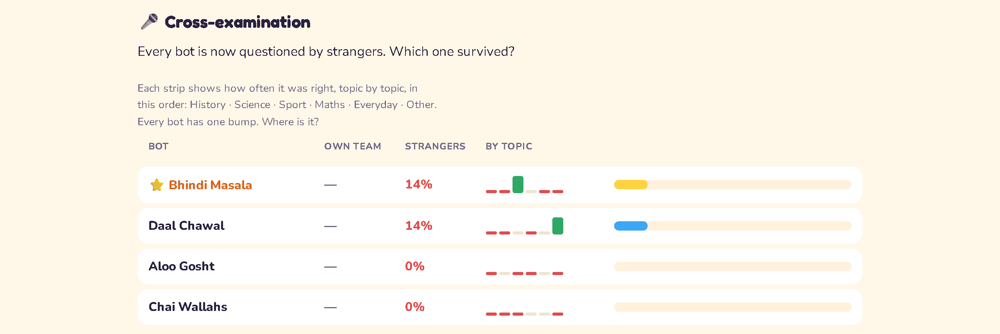 Cross-examination
Every bot is now questioned by strangers. Which one survived?
Each strip shows how often it was right, topic by topic, in
this order: History · Science · Sport · Maths · Everyday · Other.
Every bot has one bump. Where is it?
BOT OWN TEAM STRANGERS BY TOPIC
Bhindi Masala — 14%
Daal Chawal — 14%
Aloo Gosht — 0%
Chai Wallahs — 0%